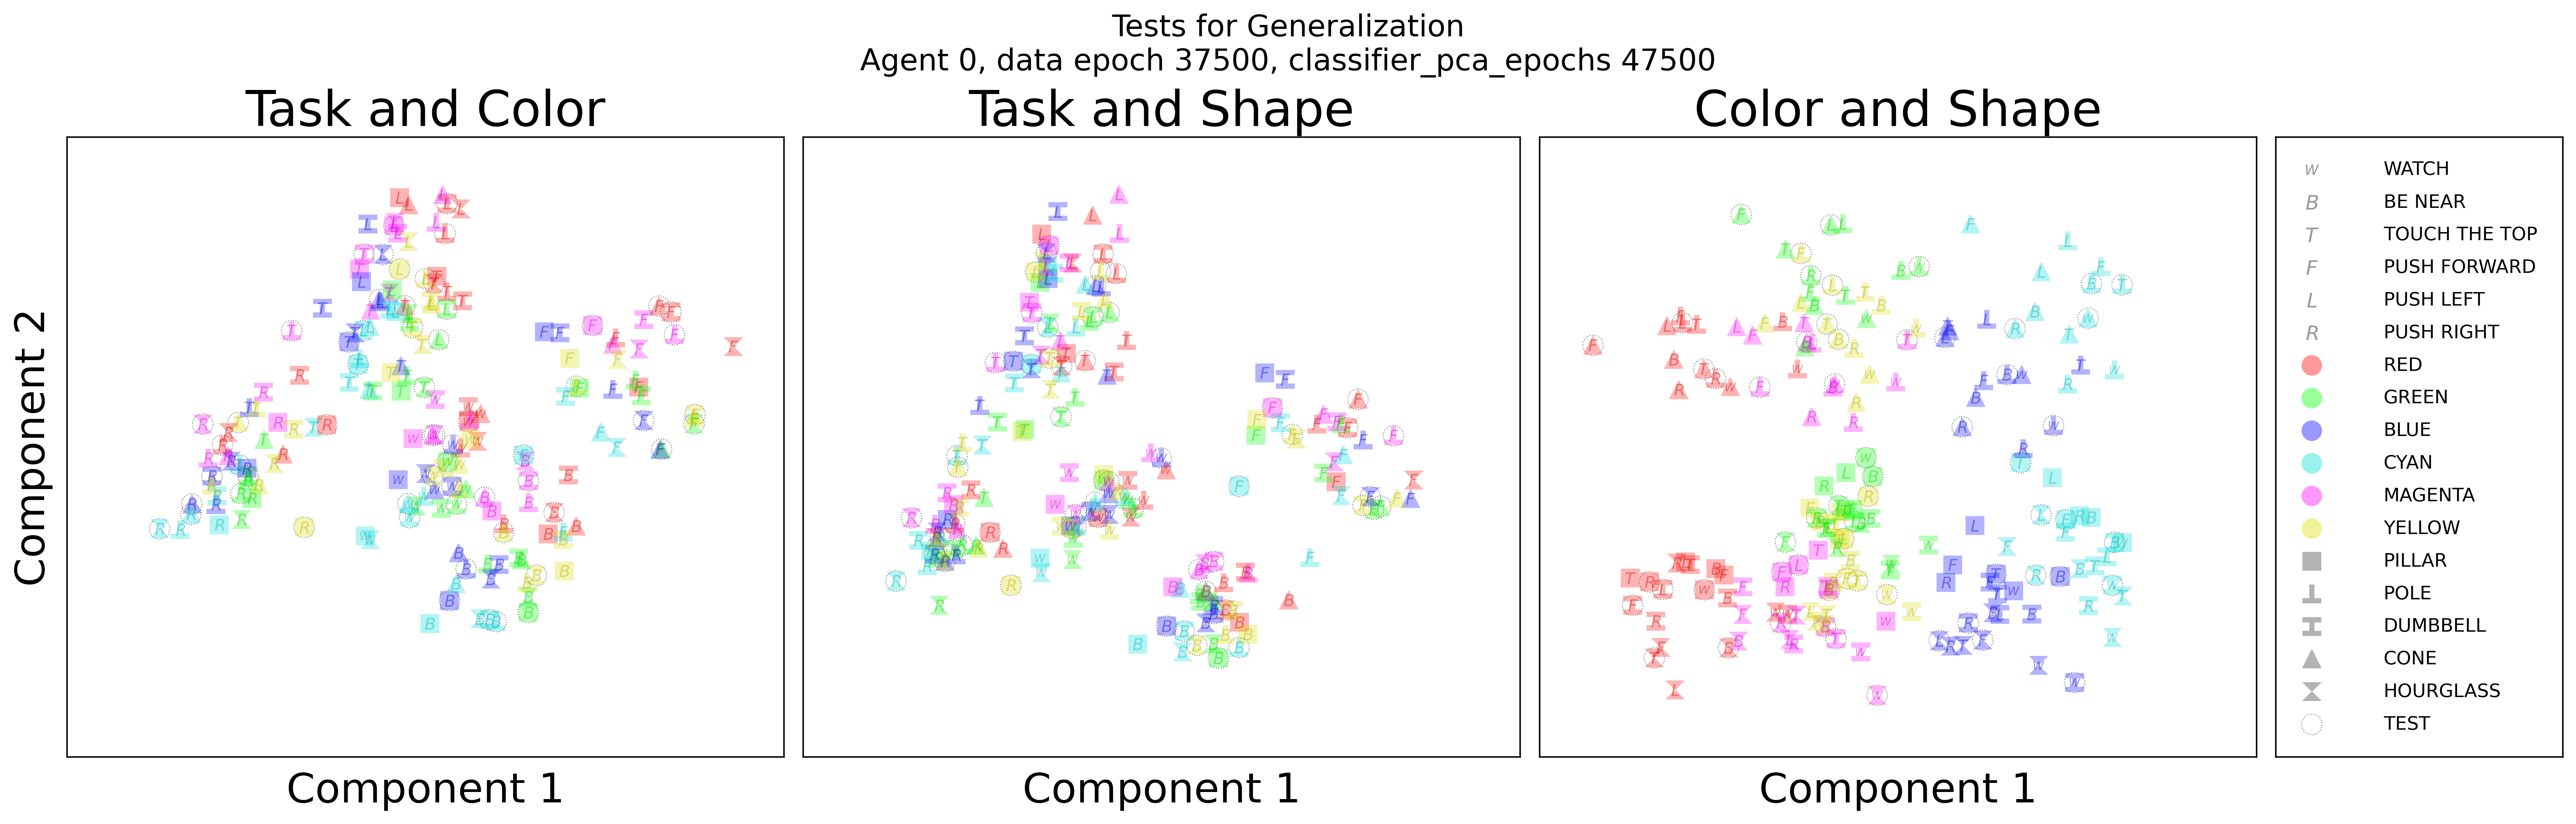 Tests for Generalization
Agent 0, data epoch 37500, classifier_pca_epochs 47500
Task and Color
Task and Shape
Color and Shape
Component 2
Component 1
Component 1
Component 1
W WATCH
B BE NEAR
T TOUCH THE TOP
F PUSH FORWARD
L PUSH LEFT
R PUSH RIGHT
RED
GREEN
BLUE
CYAN
MAGENTA
YELLOW
PILLAR
POLE
DUMBBELL
CONE
HOURGLASS
TEST